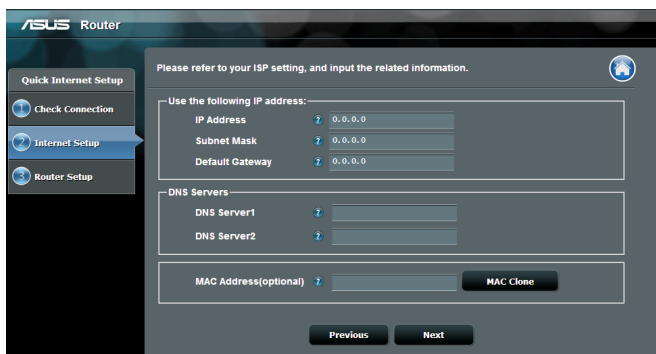 ASUS Router
Quick Internet Setup
1 Check Connection
2 Internet Setup
3 Router Setup
Please refer to your ISP setting, and input the related information.
Use the following IP address:
IP Address ? 0.0.0.0
Subnet Mask ? 0.0.0.0
Default Gateway ? 0.0.0.0
DNS Servers
DNS Server1 ?
DNS Server2 ?
MAC Address(optional) ? MAC Clone
Previous Next